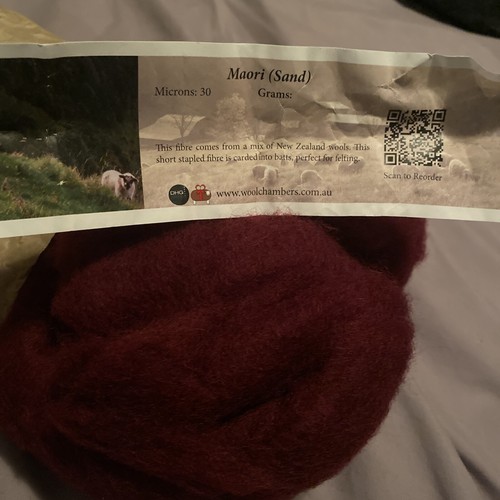 Maori (Sand)
Microns: 30
Grams:
This fibre comes from a mix of New Zealand wools. This
short stapled fibre is carded into batts, perfect for felting.
Scan to Reorder
DHG
www.woolchambers.com.au